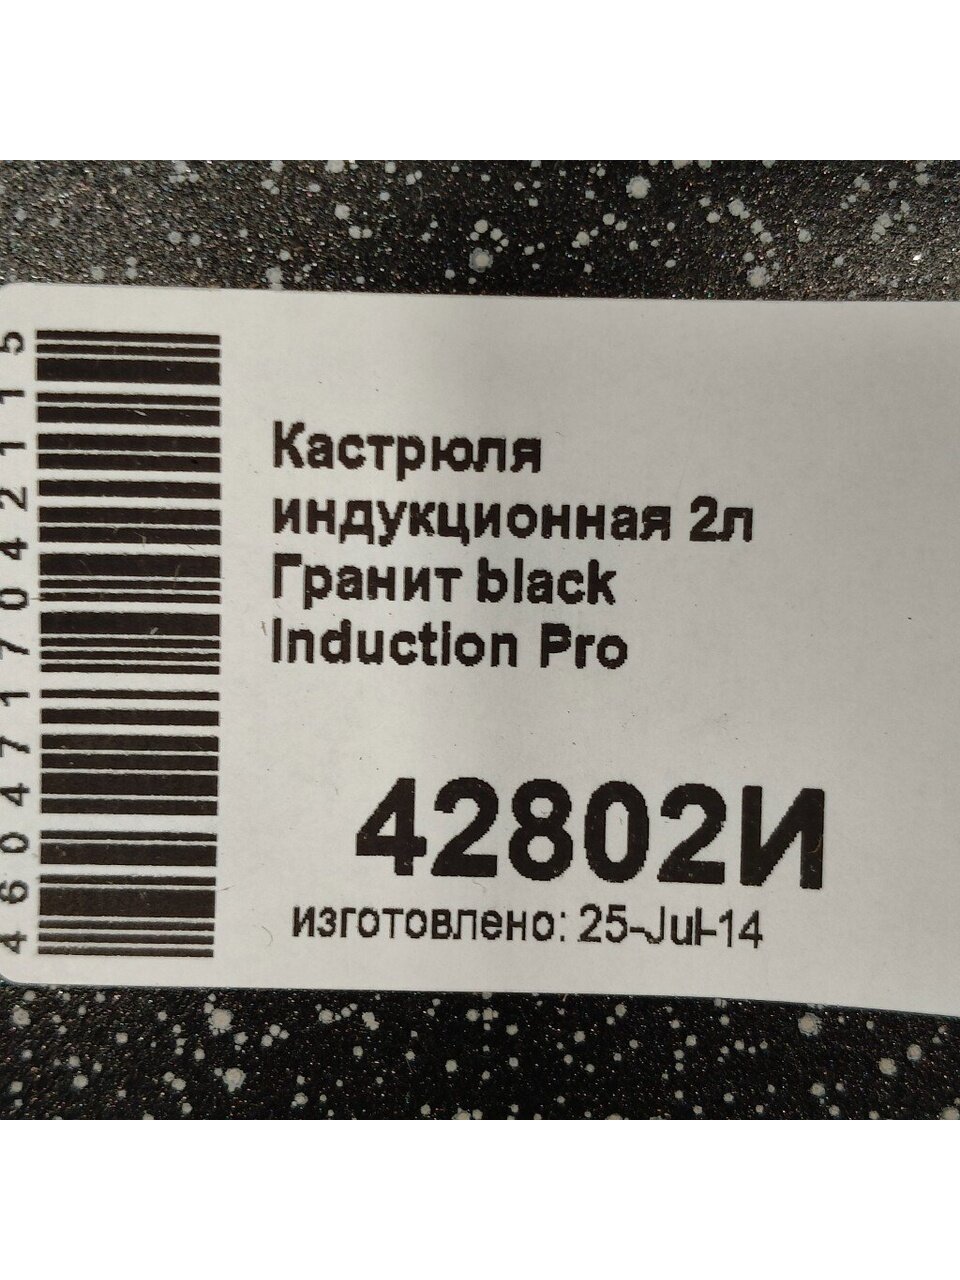 Кастрюля
индукционная 2л
Гранит black
Induction Pro
42802И
изготовлено: 25-Jul-14
4604717042115